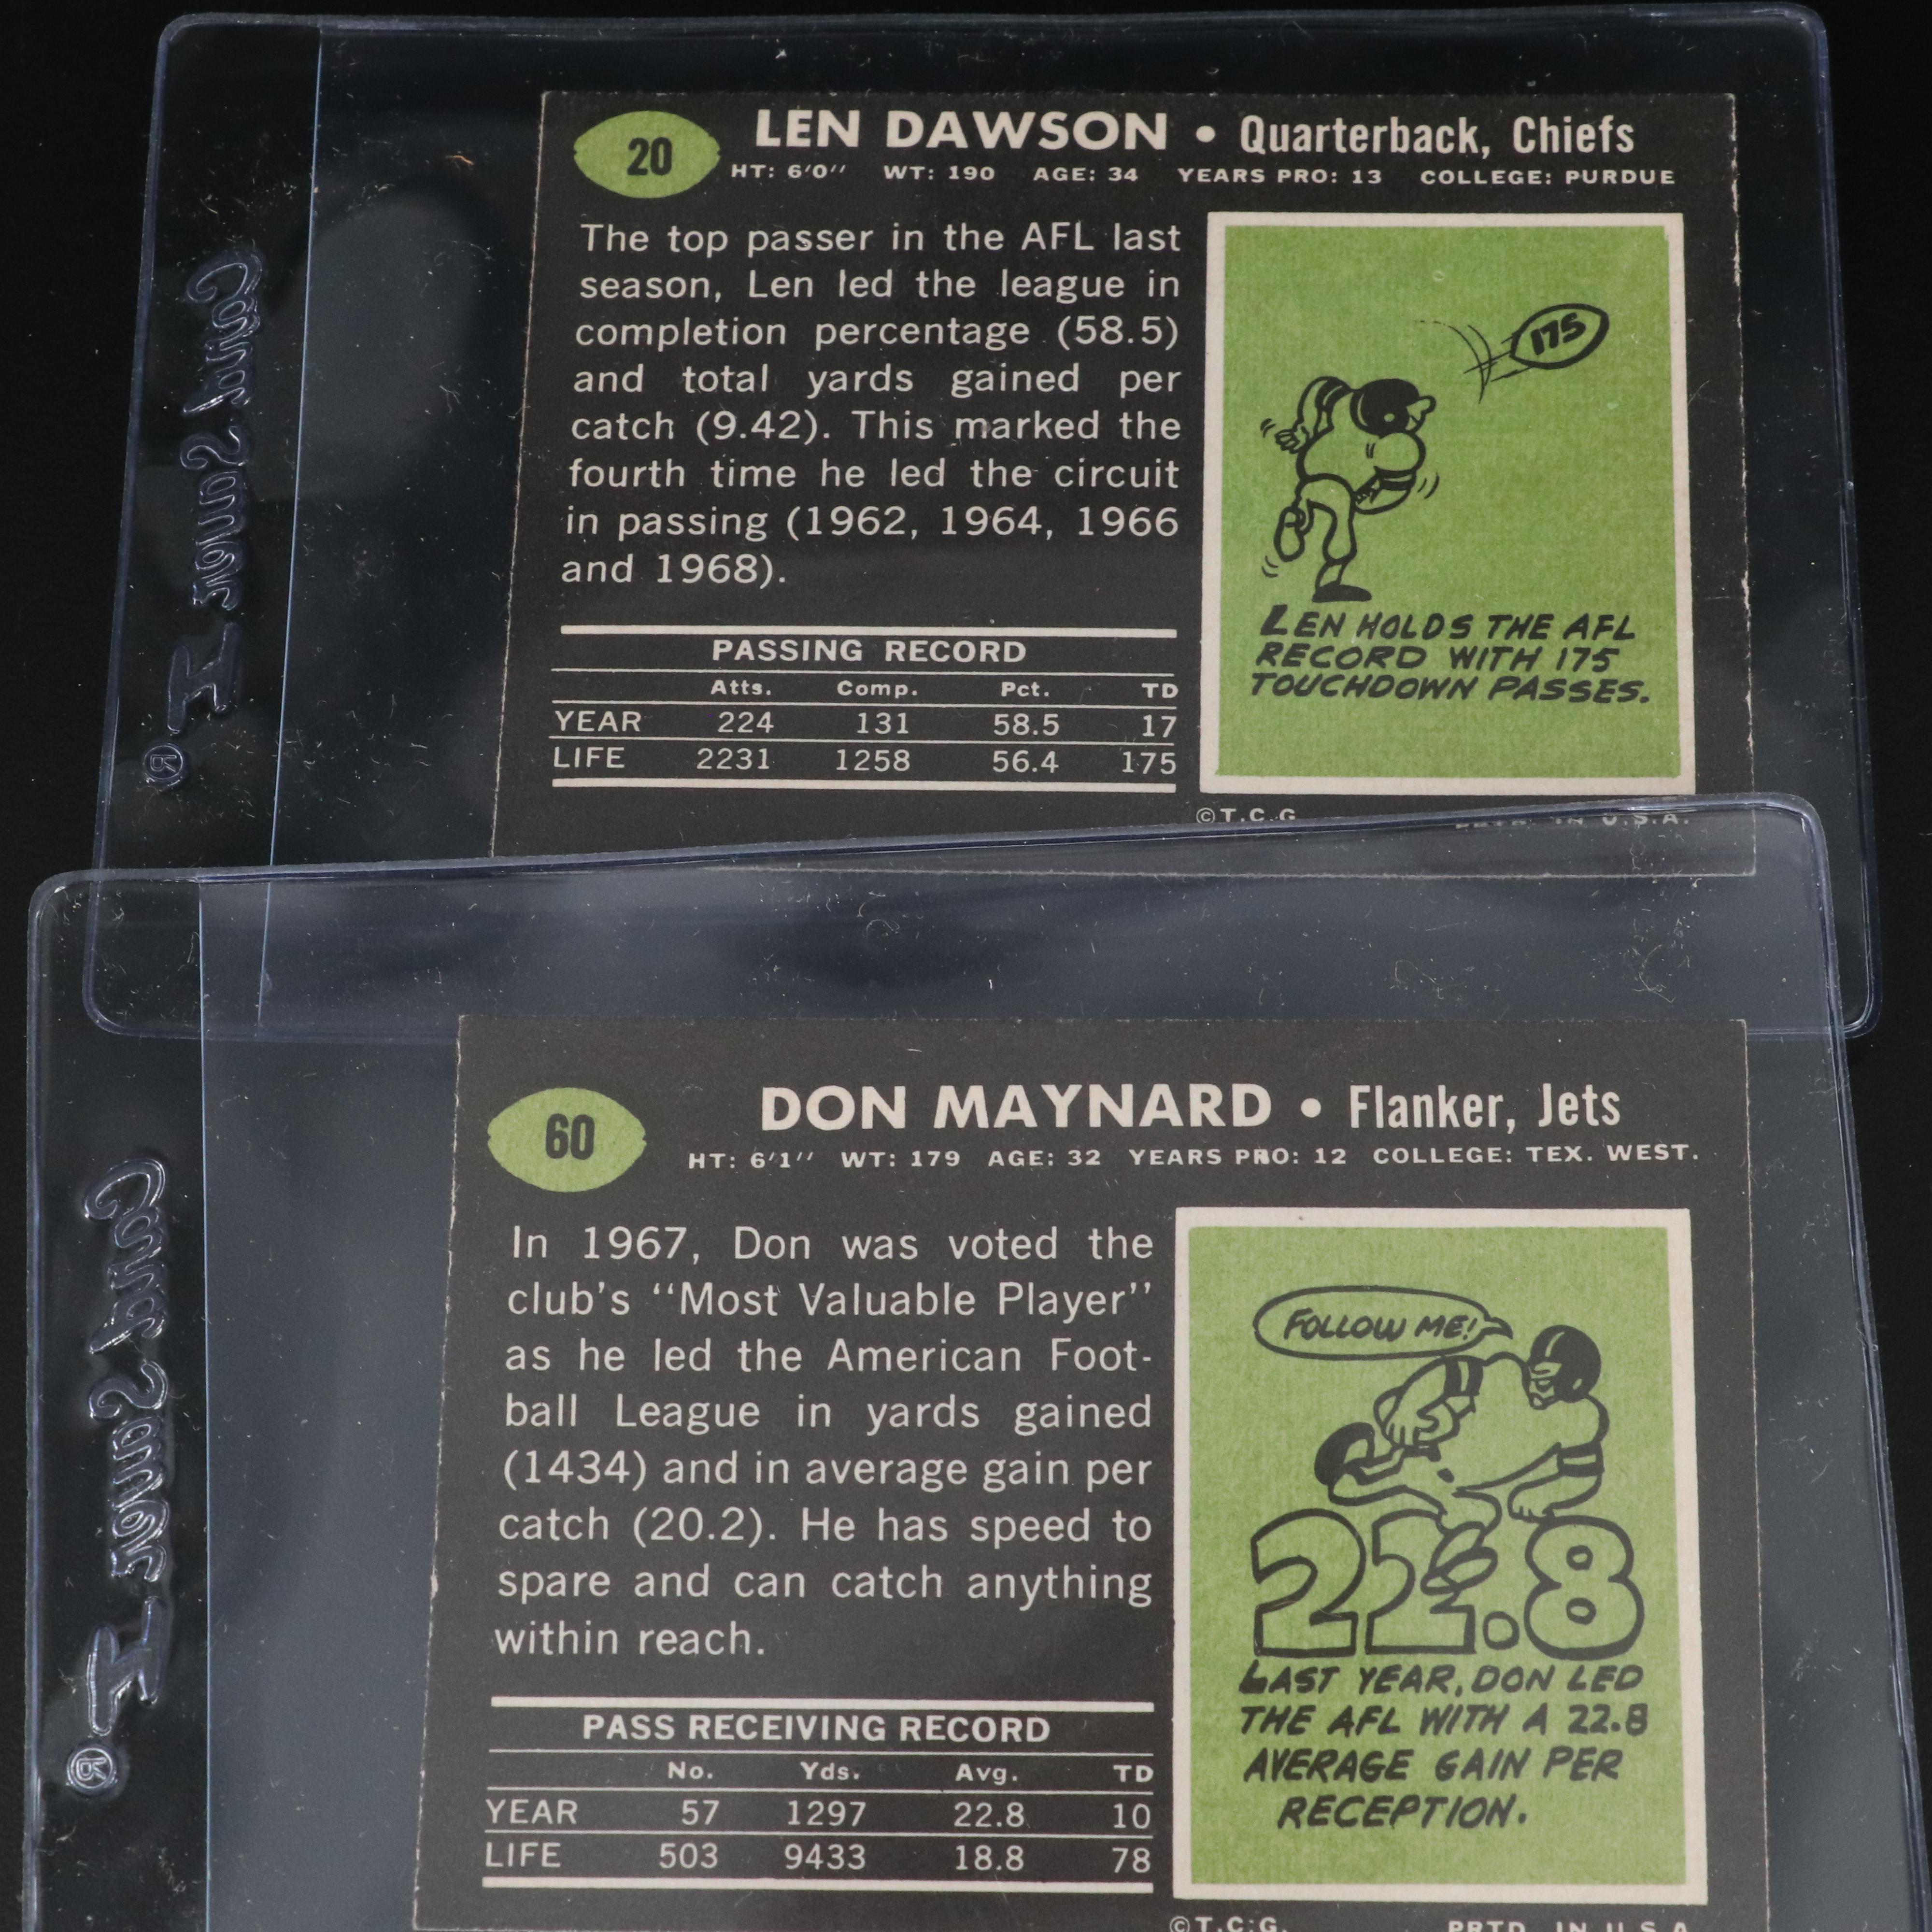 20
LEN DAWSON • Quarterback, Chiefs
HT: 6'0'' WT: 190 AGE: 34 YEARS PRO: 13 COLLEGE: PURDUE
The top passer in the AFL last
season, Len led the league in
completion percentage (58.5)
and total yards gained per
catch (9.42). This marked the
fourth time he led the circuit
in passing (1962, 1964, 1966
and 1968).
PASSING RECORD
Atts. Comp. Pct. TD
YEAR 224 131 58.5 17
LIFE 2231 1258 56.4 175
175
LEN HOLDS THE AFL
RECORD WITH 175
TOUCHDOWN PASSES.
©T.C.G. PRTD. IN U.S.A.
Card Saver I ®
60
DON MAYNARD • Flanker, Jets
HT: 6'1'' WT: 179 AGE: 32 YEARS PRO: 12 COLLEGE: TEX. WEST.
In 1967, Don was voted the
club's ''Most Valuable Player''
as he led the American Foot-
ball League in yards gained
(1434) and in average gain per
catch (20.2). He has speed to
spare and can catch anything
within reach.
PASS RECEIVING RECORD
No. Yds. Avg. TD
YEAR 57 1297 22.8 10
LIFE 503 9433 18.8 78
FOLLOW ME!
22.8
LAST YEAR, DON LED
THE AFL WITH A 22.8
AVERAGE GAIN PER
RECEPTION.
©T.C.G. PRTD. IN U.S.A.
Card Saver I ®